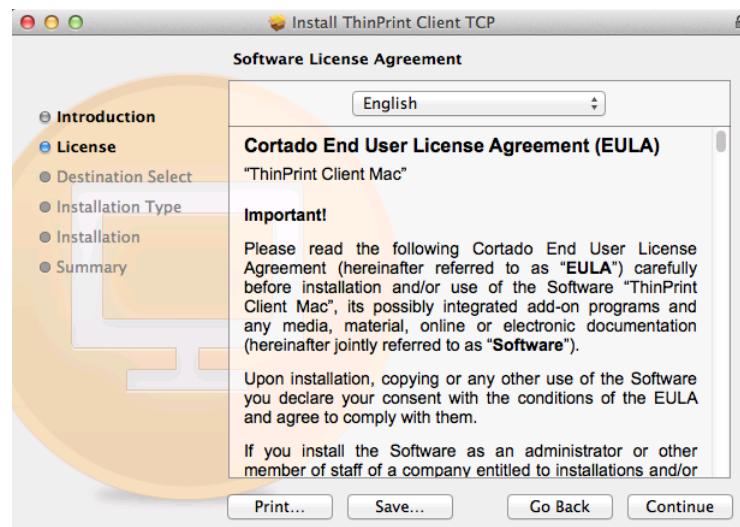 Install ThinPrint Client TCP
Software License Agreement
English
Introduction
License
Destination Select
Installation Type
Installation
Summary
Cortado End User License Agreement (EULA)
“ThinPrint Client Mac”
Important!
Please read the following Cortado End User License
Agreement (hereinafter referred to as “EULA”) carefully
before installation and/or use of the Software “ThinPrint
Client Mac”, its possibly integrated add-on programs and
any media, material, online or electronic documentation
(hereinafter jointly referred to as “Software”).
Upon installation, copying or any other use of the Software
you declare your consent with the conditions of the EULA
and agree to comply with them.
If you install the Software as an administrator or other
member of staff of a company entitled to installations and/or
Print...
Save...
Go Back
Continue